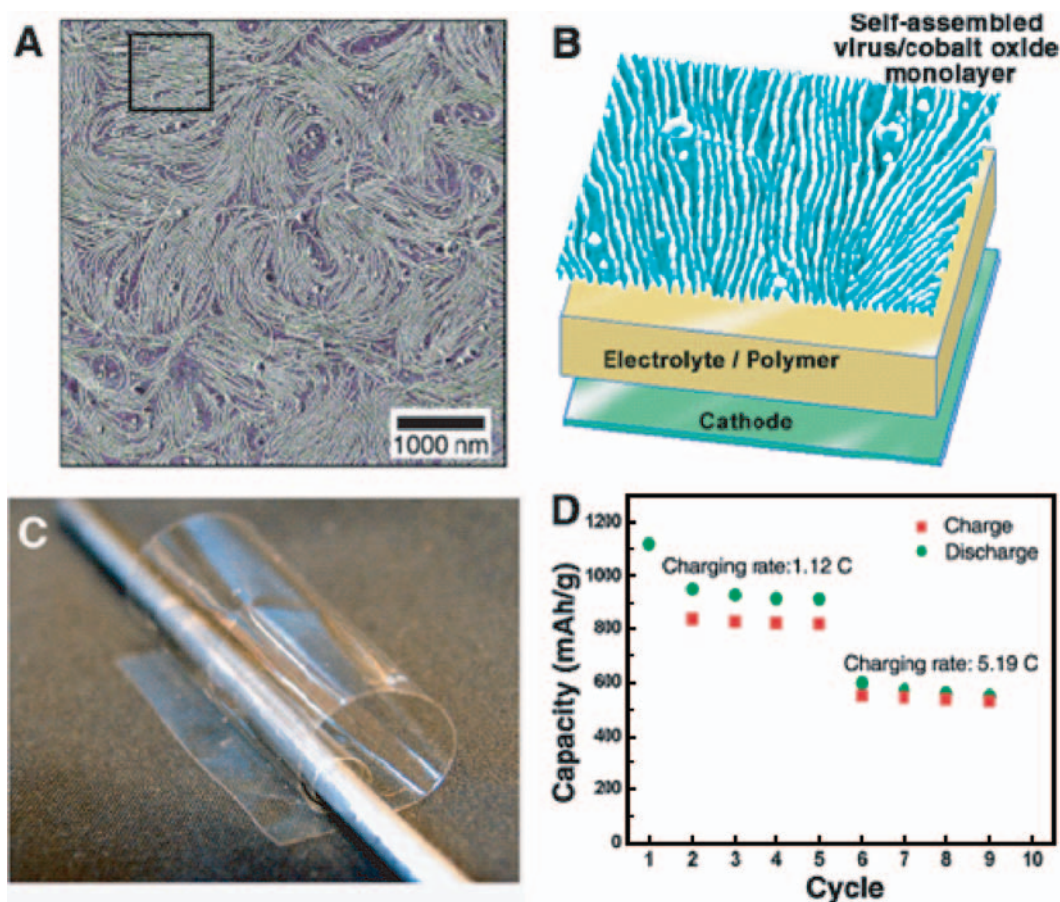 A
1000 nm
B
Self-assembled
virus/cobalt oxide
monolayer
Electrolyte / Polymer
Cathode
C
D
Capacity (mAh/g)
1200
1000
800
600
400
200
0
Charge
Discharge
Charging rate:1.12 C
Charging rate: 5.19 C
1 2 3 4 5 6 7 8 9 10
Cycle